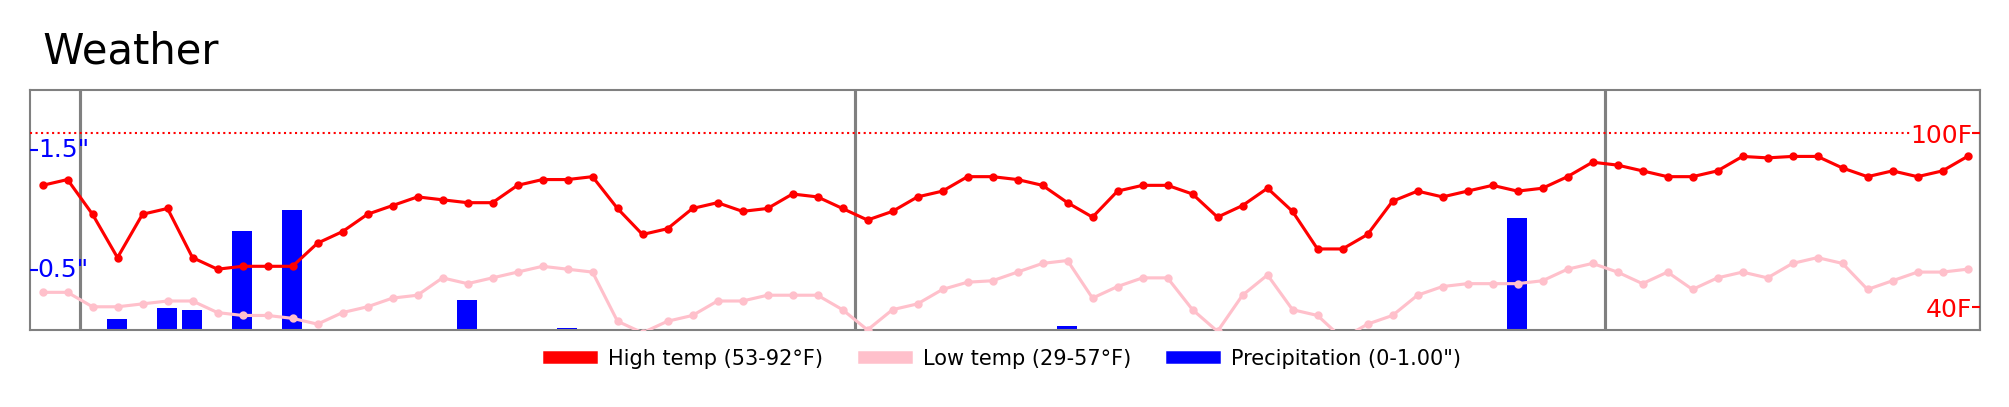 Weather
100F
1.5"
0.5"
40F
High temp (53-92°F) Low temp (29-57°F) Precipitation (0-1.00")